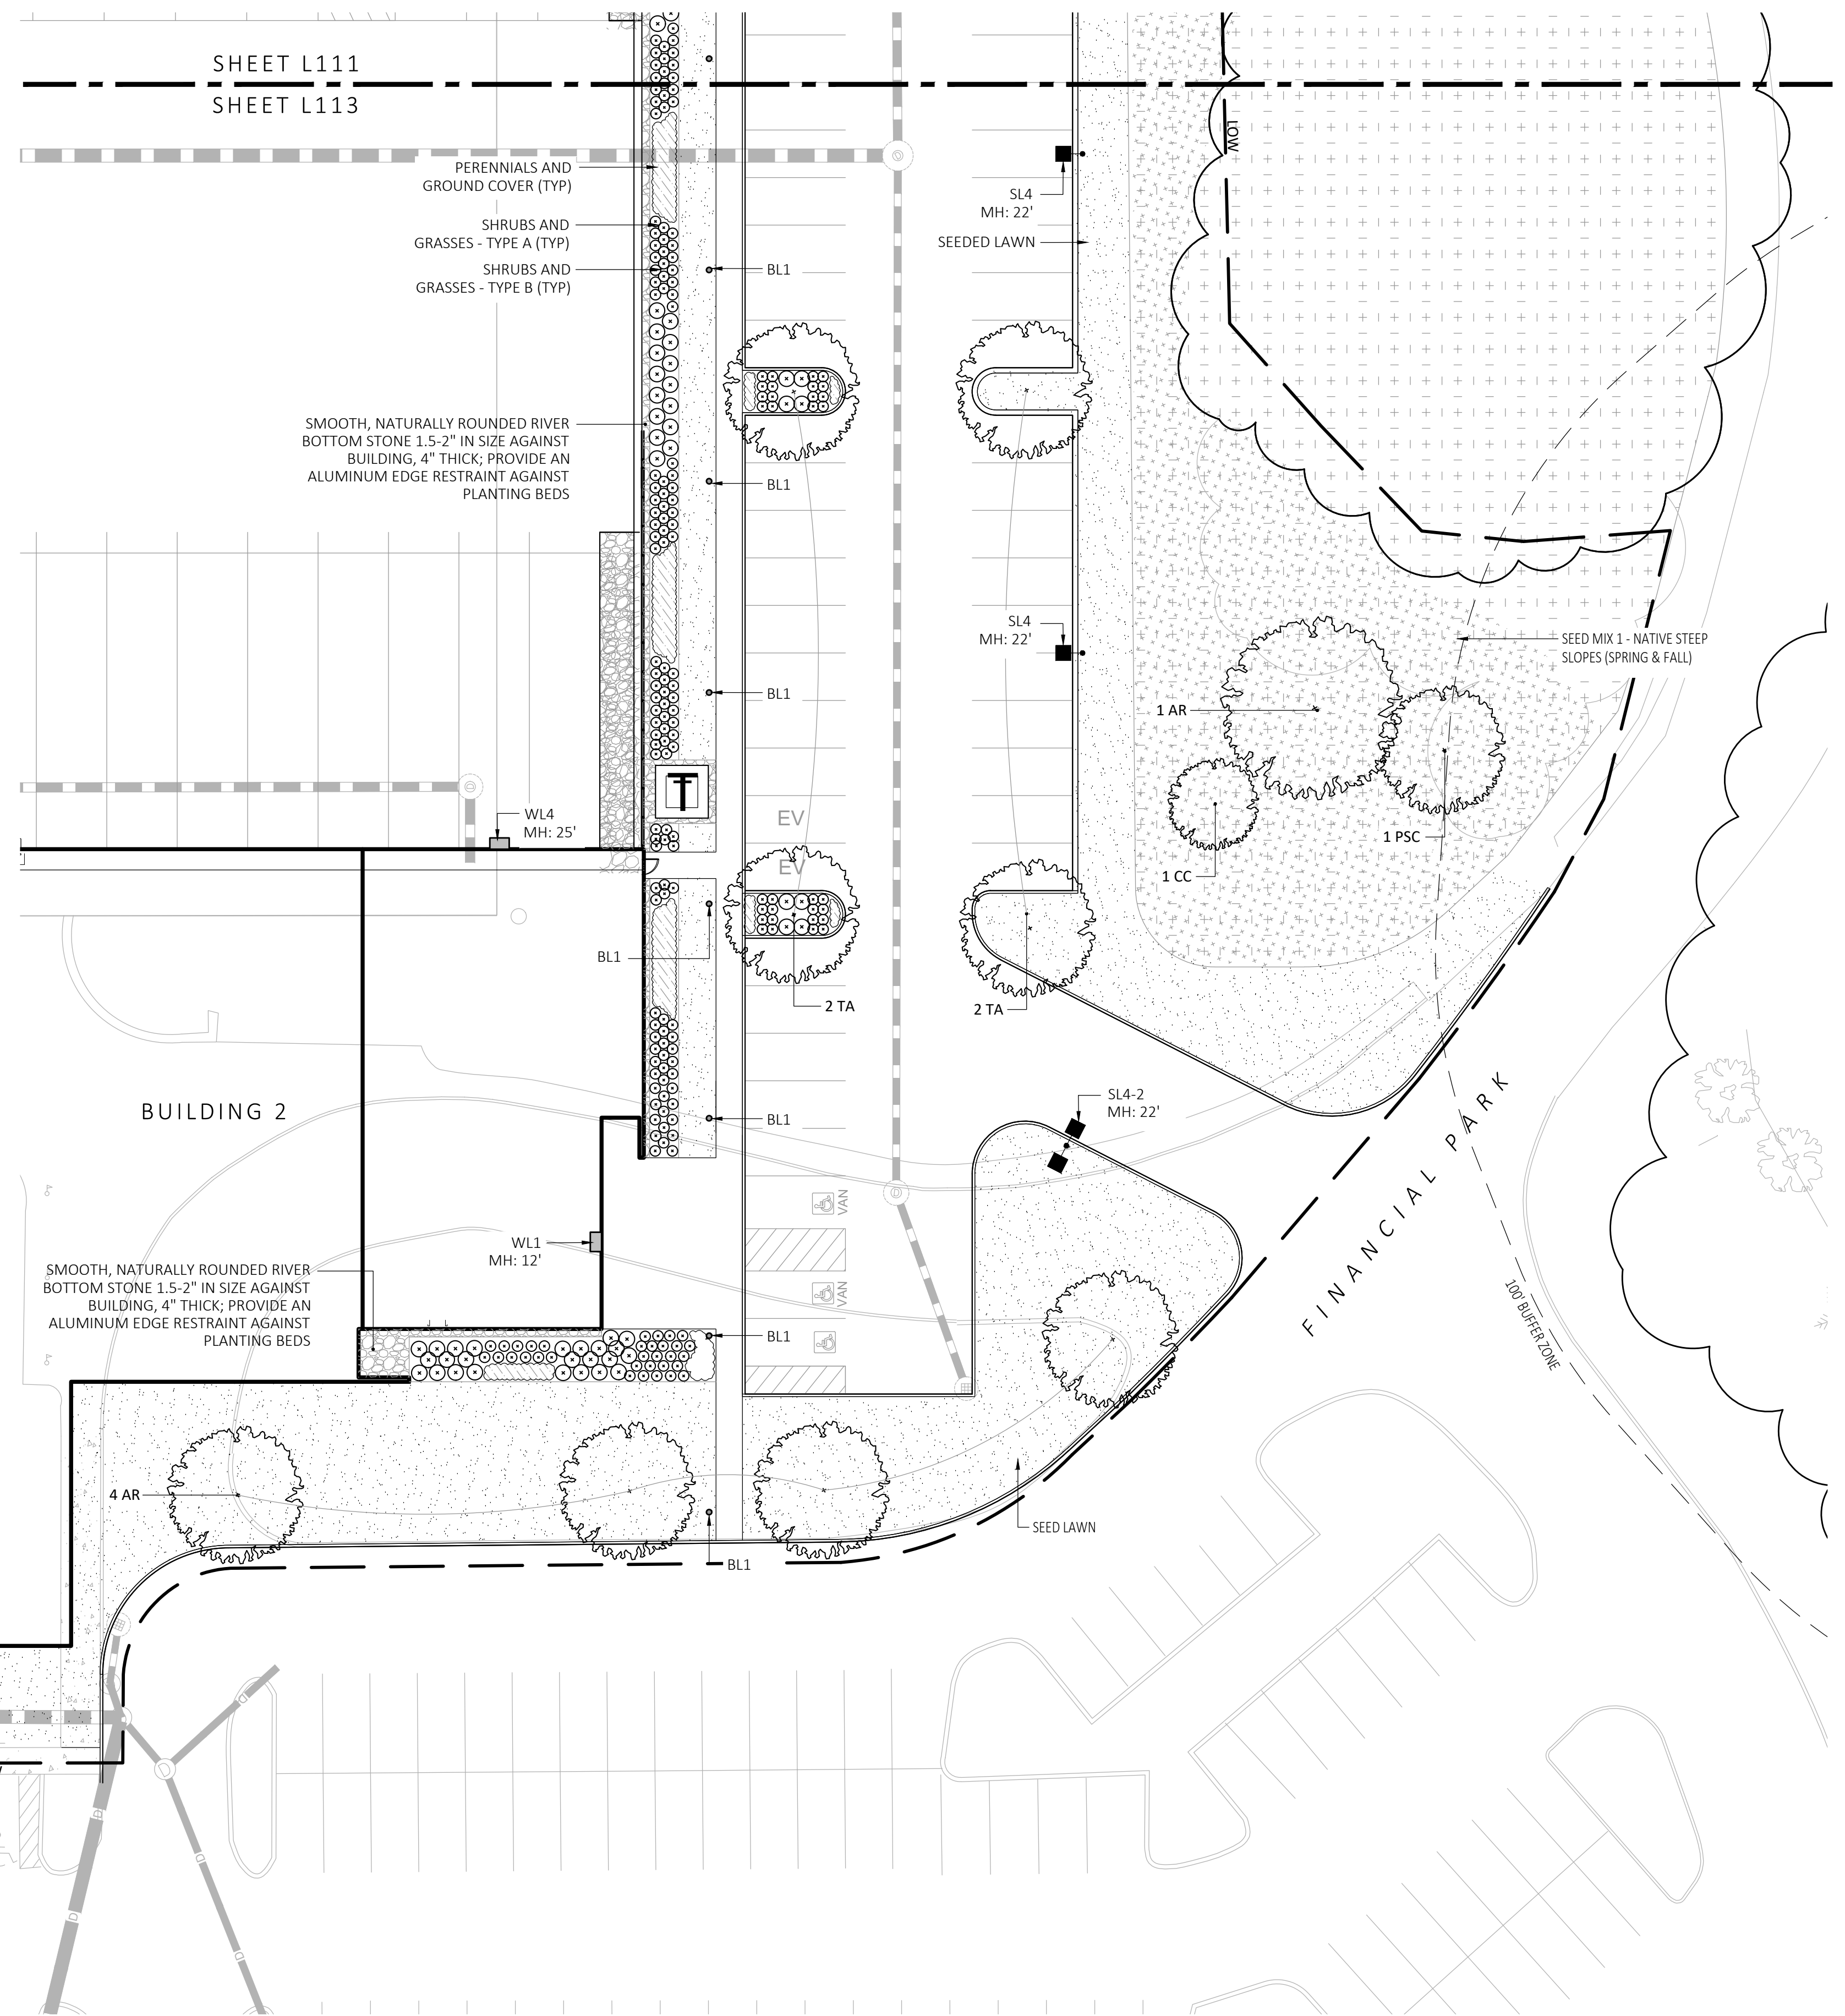 SHEET L111
SHEET L113
LOW
PERENNIALS AND
GROUND COVER (TYP)
SL4
MH: 22'
SHRUBS AND
GRASSES - TYPE A (TYP)
SEEDED LAWN
SHRUBS AND
GRASSES - TYPE B (TYP)
BL1
SMOOTH, NATURALLY ROUNDED RIVER
BOTTOM STONE 1.5-2" IN SIZE AGAINST
BUILDING, 4" THICK; PROVIDE AN
ALUMINUM EDGE RESTRAINT AGAINST
PLANTING BEDS
BL1
SL4
MH: 22'
SEED MIX 1 - NATIVE STEEP
SLOPES (SPRING & FALL)
BL1
1 AR
T
WL4
MH: 25'
EV
1 PSC
EV
1 CC
BL1
2 TA
2 TA
SL4-2
MH: 22'
BUILDING 2
BL1
FINANCIAL PARK
VAN
WL1
MH: 12'
SMOOTH, NATURALLY ROUNDED RIVER
BOTTOM STONE 1.5-2" IN SIZE AGAINST
BUILDING, 4" THICK; PROVIDE AN
ALUMINUM EDGE RESTRAINT AGAINST
PLANTING BEDS
VAN
100' BUFFER ZONE
BL1
4 AR
SEED LAWN
BL1
D
D
D
D
D
D